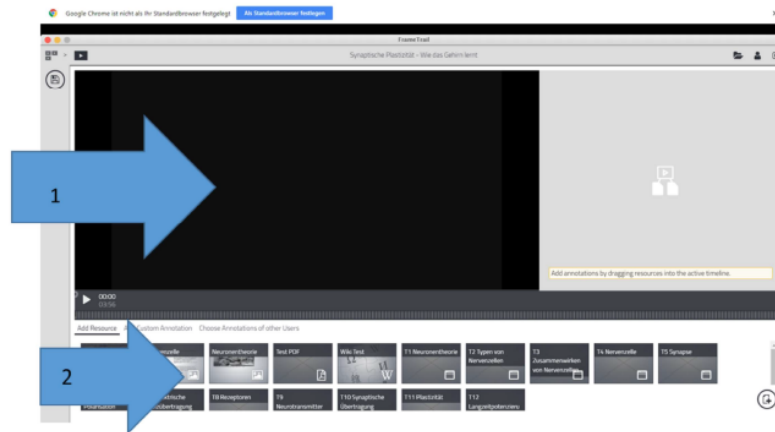 Google Chrome ist nicht als Ihr Standardbrowser festgelegt
Als Standardbrowser festlegen
FrameTrail
Synaptische Plastizität - Wie das Gehirn lernt
1
Add annotations by dragging resources into the active timeline.
00:00
03:56
Add Resource
Custom Annotation
Choose Annotations of other Users
Neuronentheorie
Test PDF
Wiki Test
W
T1 Neuronentheorie
T2 Typen von
Nervenzellen
T3
Zusammenwirken
von Nervenzellen
T4 Nervenzelle
T5 Synapse
2
T8 Rezeptoren
T9
Neurotransmitter
T10 Synaptische
Übertragung
T11 Plastizität
T12
Langzeitpotenzieru